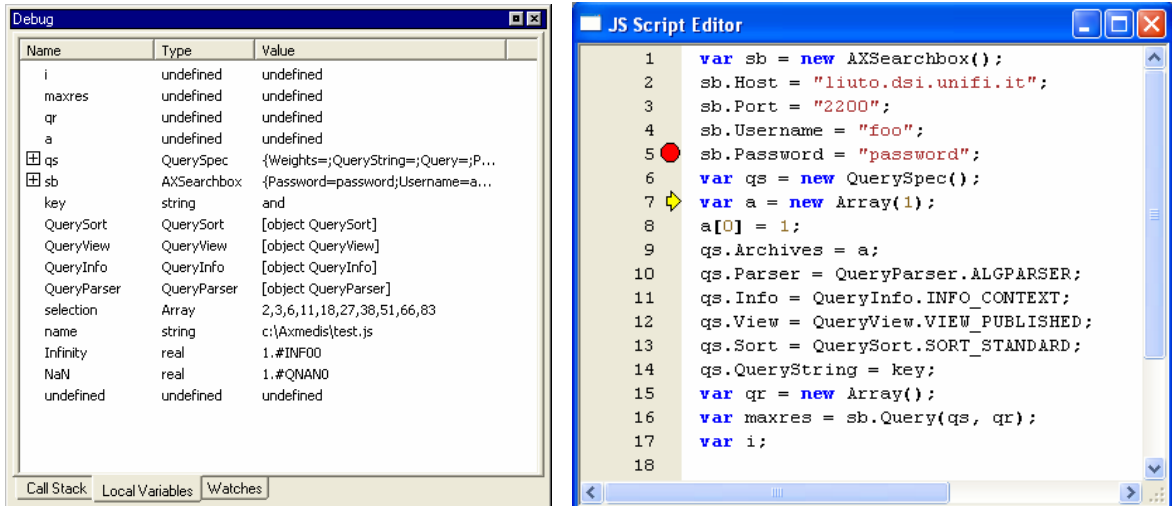 Debug
Name Type Value
i undefined undefined
maxres undefined undefined
qr undefined undefined
a undefined undefined
qs QuerySpec {Weights=;QueryString=;Query=;P...
sb AXSearchbox {Password=password;Username=a...
key string and
QuerySort QuerySort [object QuerySort]
QueryView QueryView [object QueryView]
QueryInfo QueryInfo [object QueryInfo]
QueryParser QueryParser [object QueryParser]
selection Array 2,3,6,11,18,27,38,51,66,83
name string c:\Axmedis\test.js
Infinity real 1.#INF00
NaN real 1.#QNAN0
undefined undefined undefined
Call Stack Local Variables Watches
JS Script Editor
1 var sb = new AXSearchbox();
2 sb.Host = "liuto.dsi.unifi.it";
3 sb.Port = "2200";
4 sb.Username = "foo";
5 sb.Password = "password";
6 var qs = new QuerySpec();
7 var a = new Array(1);
8 a[0] = 1;
9 qs.Archives = a;
10 qs.Parser = QueryParser.ALGPARSER;
11 qs.Info = QueryInfo.INFO_CONTEXT;
12 qs.View = QueryView.VIEW_PUBLISHED;
13 qs.Sort = QuerySort.SORT_STANDARD;
14 qs.QueryString = key;
15 var qr = new Array();
16 var maxres = sb.Query(qs, qr);
17 var i;
18